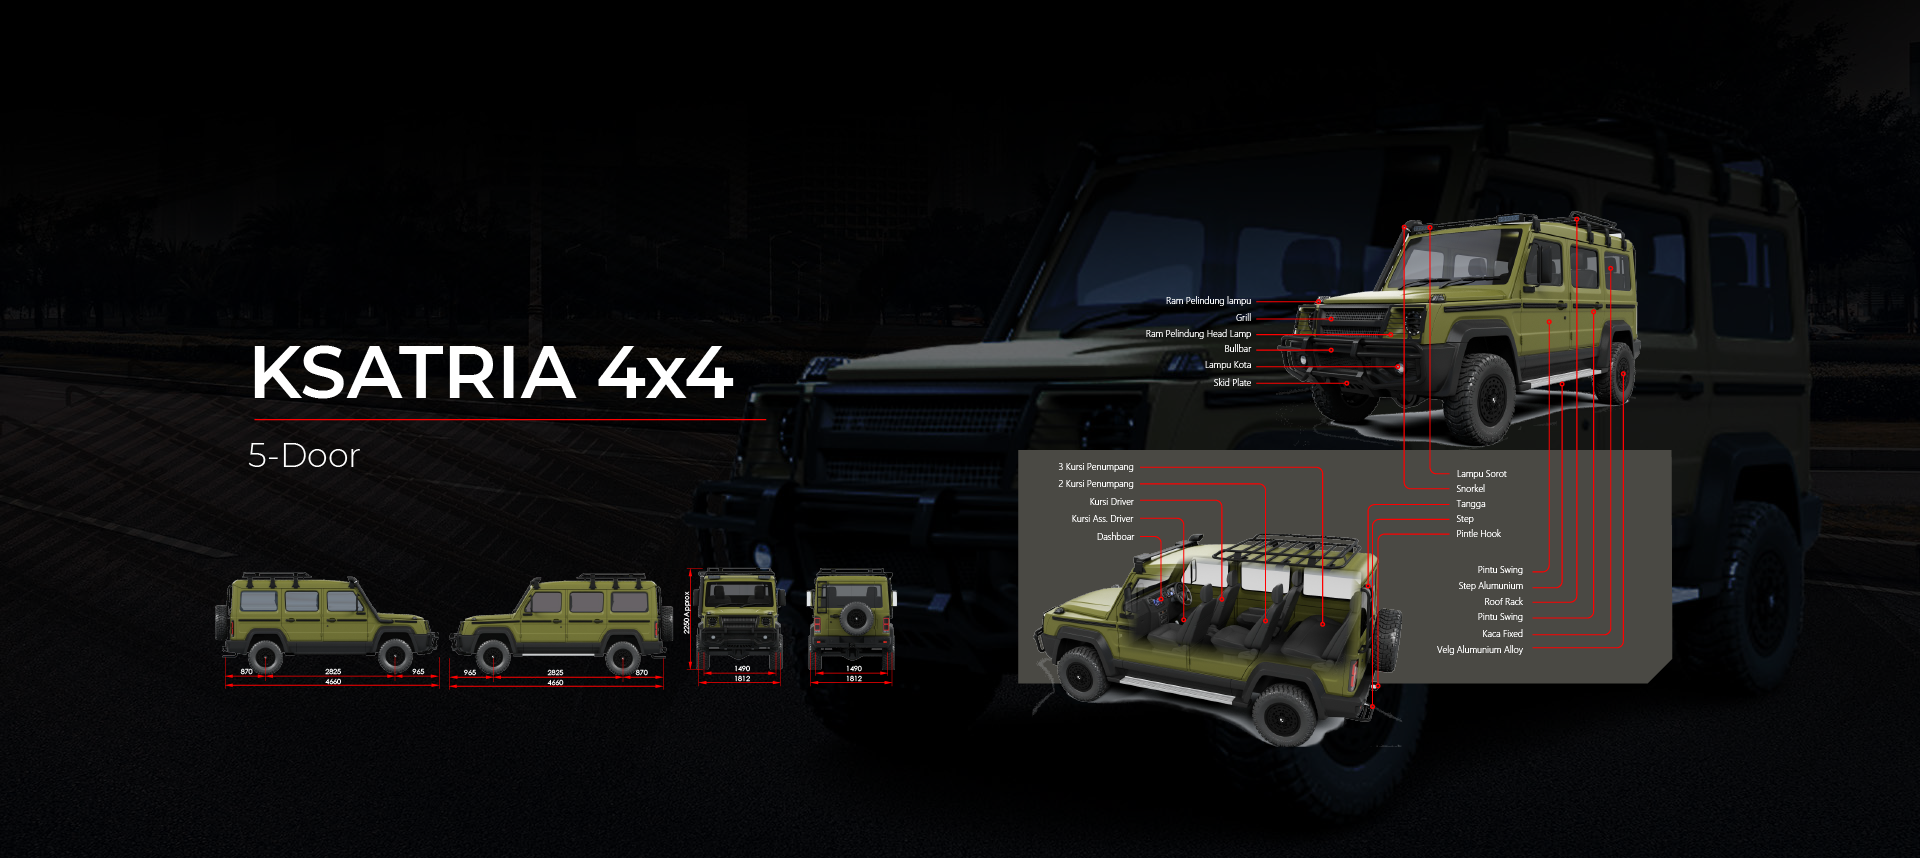 KSATRIA 4x4
5-Door
870
2825
965
4660
965
2825
870
4660
2250 Approx
1490
1812
1490
1812
Ram Pelindung lampu
Grill
Ram Pelindung Head Lamp
Bullbar
Lampu Kota
Skid Plate
3 Kursi Penumpang
2 Kursi Penumpang
Kursi Driver
Kursi Ass. Driver
Dashboar
Lampu Sorot
Snorkel
Tangga
Step
Pintle Hook
Pintu Swing
Step Alumunium
Roof Rack
Pintu Swing
Kaca Fixed
Velg Alumunium Alloy